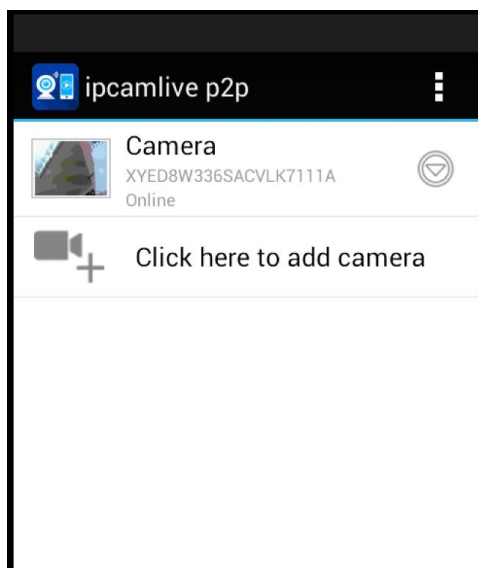 ipcamlive p2p
Camera
XYED8W336SACVLK7111A
Online
Click here to add camera